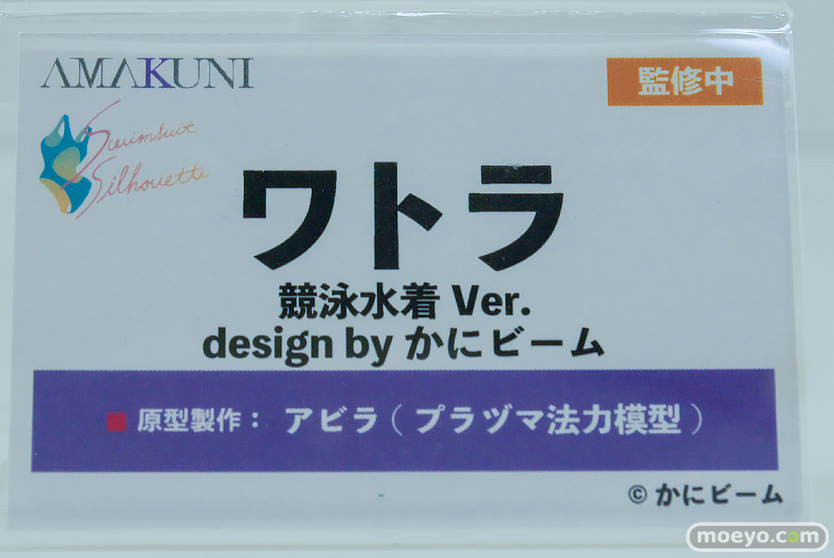 AMAKUNI
監修中
Swimsuit
Silhouette
ワトラ
競泳水着 Ver.
design by かにビーム
■ 原型製作： アビラ（プラヅマ法力模型）
© かにビーム
moeyo.com